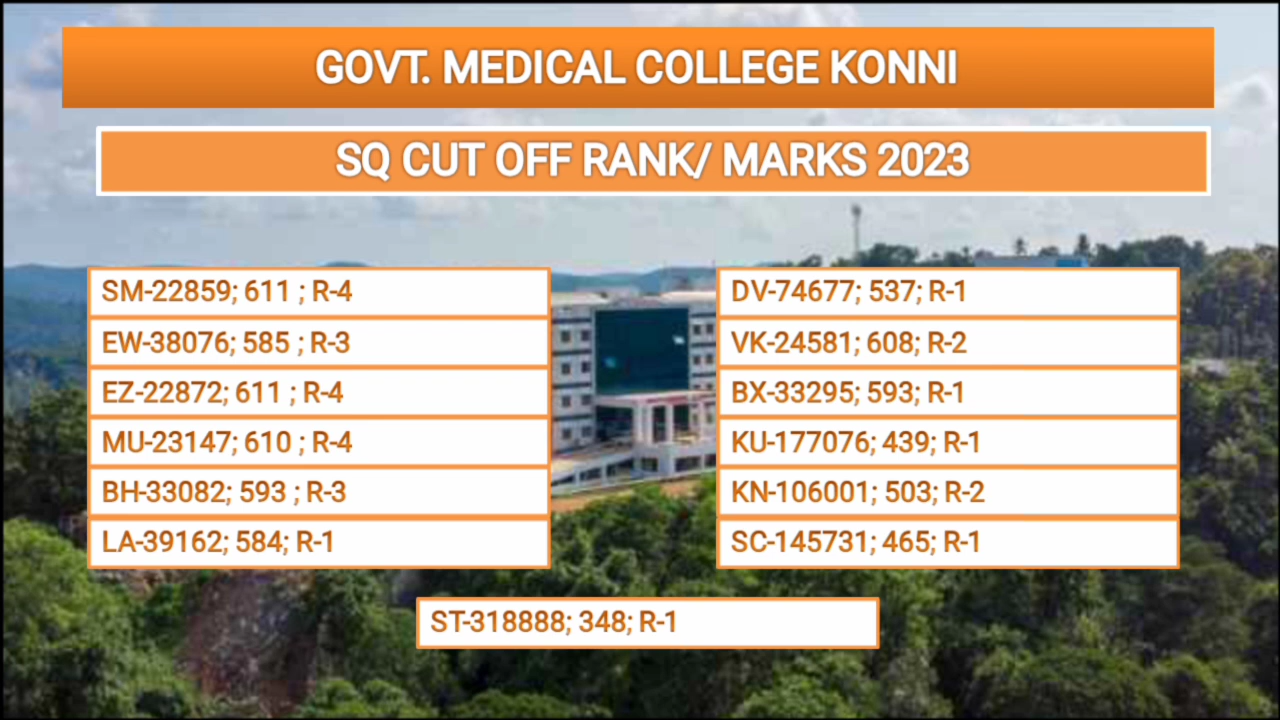 GOVT. MEDICAL COLLEGE KONNI
SQ CUT OFF RANK/ MARKS 2023
SM-22859; 611 ; R-4
EW-38076; 585 ; R-3
EZ-22872; 611 ; R-4
MU-23147; 610 ; R-4
BH-33082; 593 ; R-3
LA-39162; 584; R-1
DV-74677; 537; R-1
VK-24581; 608; R-2
BX-33295; 593; R-1
KU-177076; 439; R-1
KN-106001; 503; R-2
SC-145731; 465; R-1
ST-318888; 348; R-1